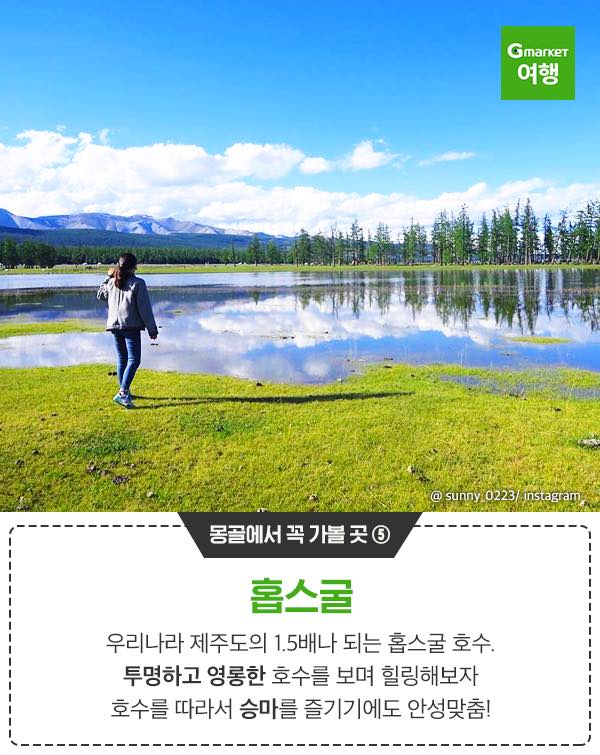 Gmarket
여행
@ sunny_0223/ instagram
몽골에서 꼭 가볼 곳 ⑤
홉스굴
우리나라 제주도의 1.5배나 되는 홉스굴 호수.
투명하고 영롱한 호수를 보며 힐링해보자
호수를 따라서 승마를 즐기기에도 안성맞춤!